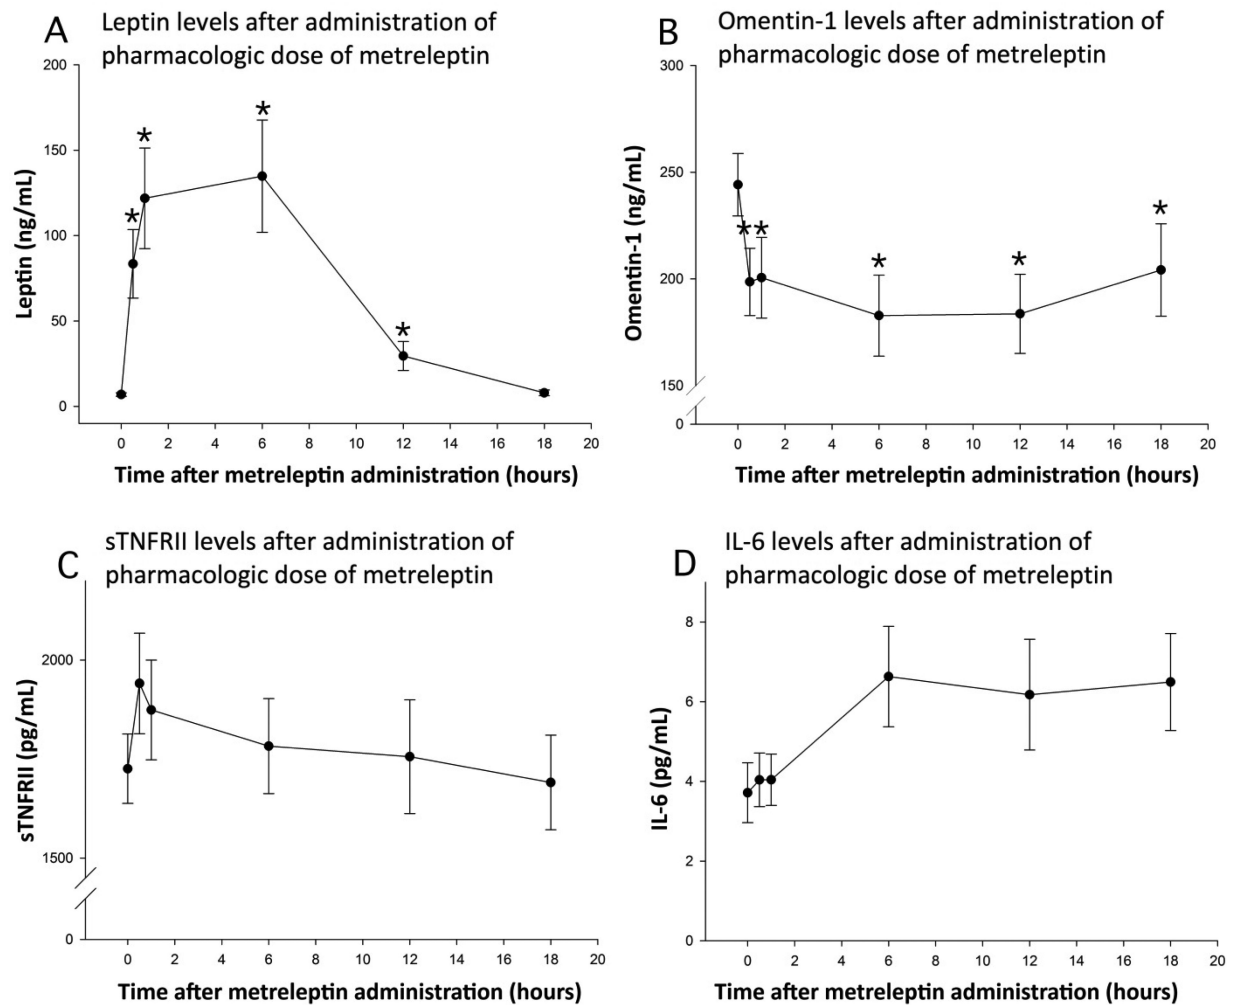 A
Leptin levels after administration of
pharmacologic dose of metreleptin
200
150
100
50
0
Leptin (ng/mL)
* * * *
0 2 4 6 8 10 12 14 16 18 20
Time after metreleptin administration (hours)
B
Omentin-1 levels after administration of
pharmacologic dose of metreleptin
300
250
200
150
0
Omentin-1 (ng/mL)
* * * * *
0 2 4 6 8 10 12 14 16 18 20
Time after metreleptin administration (hours)
C
sTNFRII levels after administration of
pharmacologic dose of metreleptin
2000
1500
0
sTNFRII (pg/mL)
0 2 4 6 8 10 12 14 16 18 20
Time after metreleptin administration (hours)
D
IL-6 levels after administration of
pharmacologic dose of metreleptin
8
6
4
2
0
IL-6 (pg/mL)
0 2 4 6 8 10 12 14 16 18 20
Time after metreleptin administration (hours)